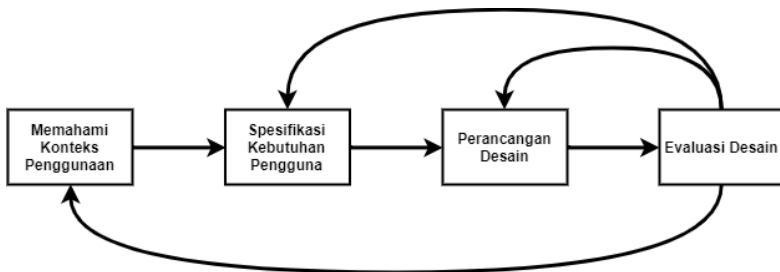 Memahami
Konteks
Penggunaan
Spesifikasi
Kebutuhan
Pengguna
Perancangan
Desain
Evaluasi Desain